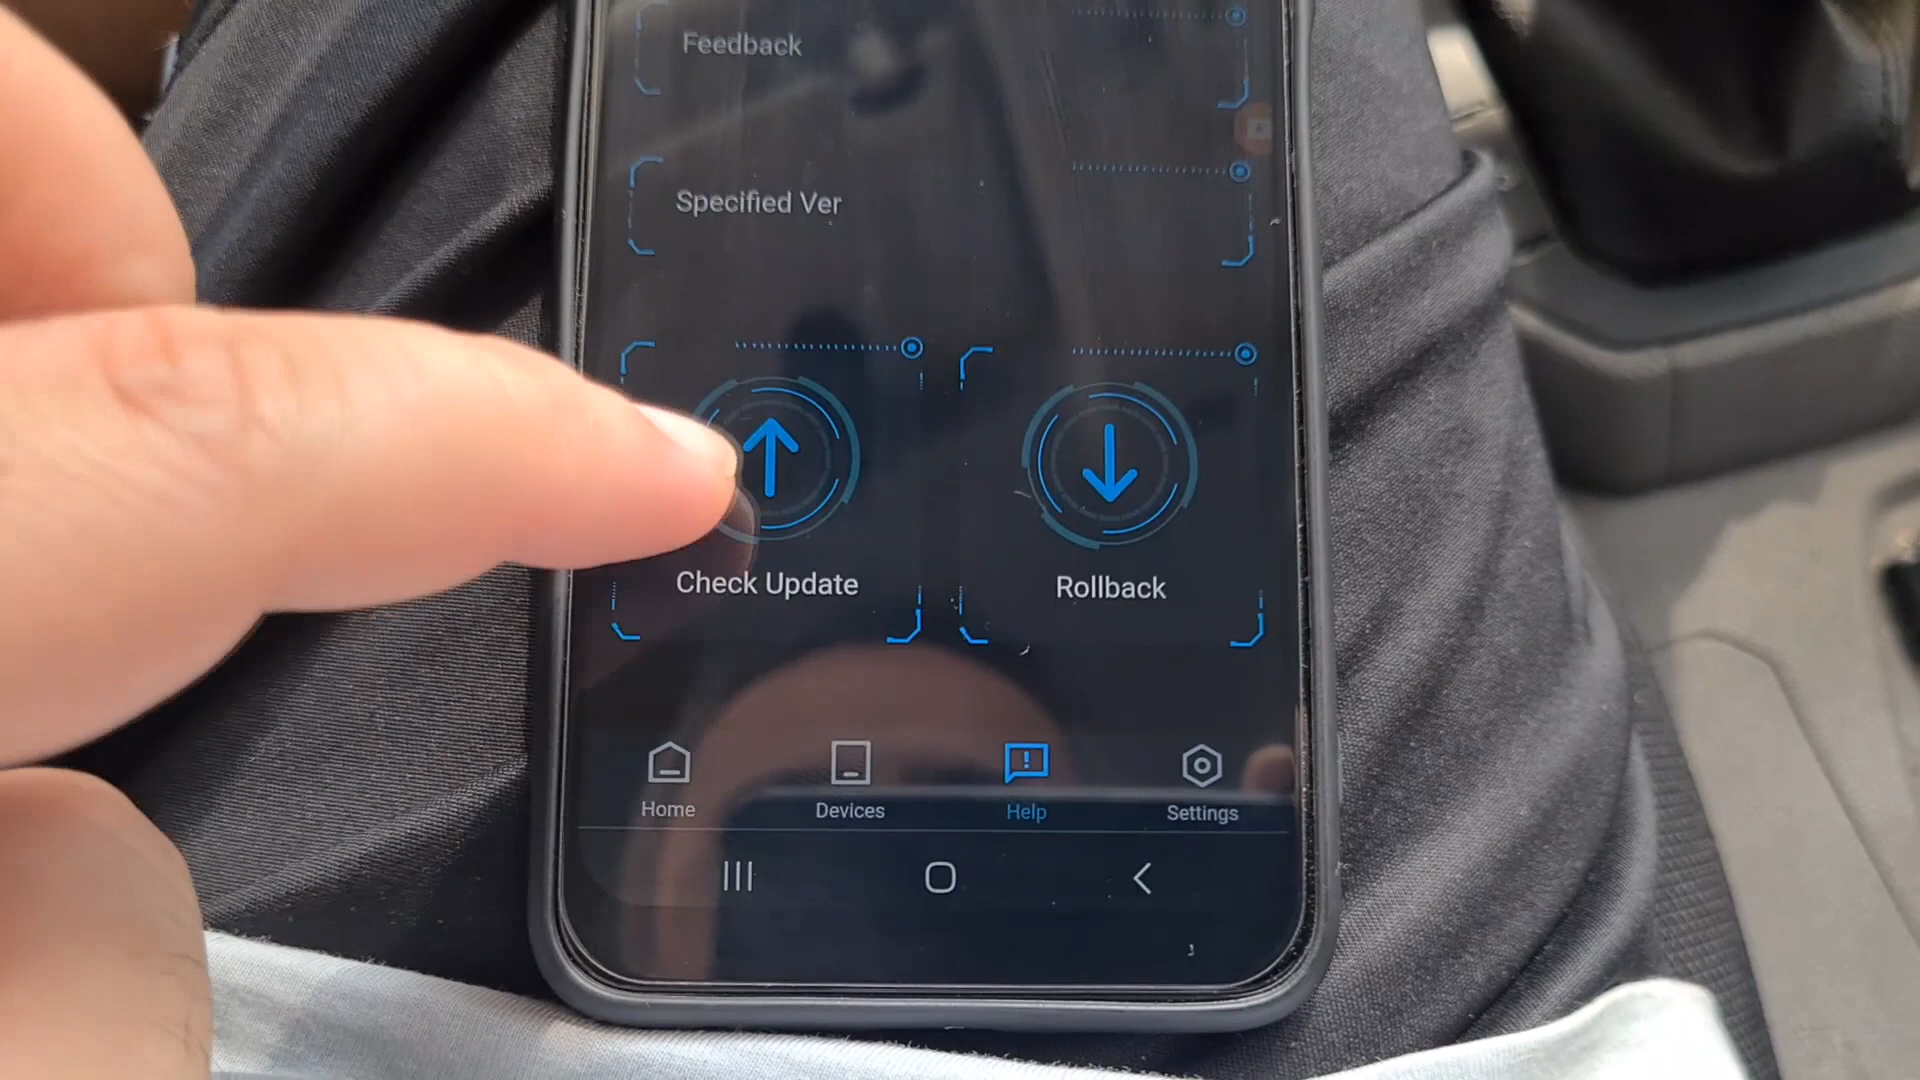 Feedback
Specified Ver
Check Update
Rollback
Home
Devices
Help
Settings